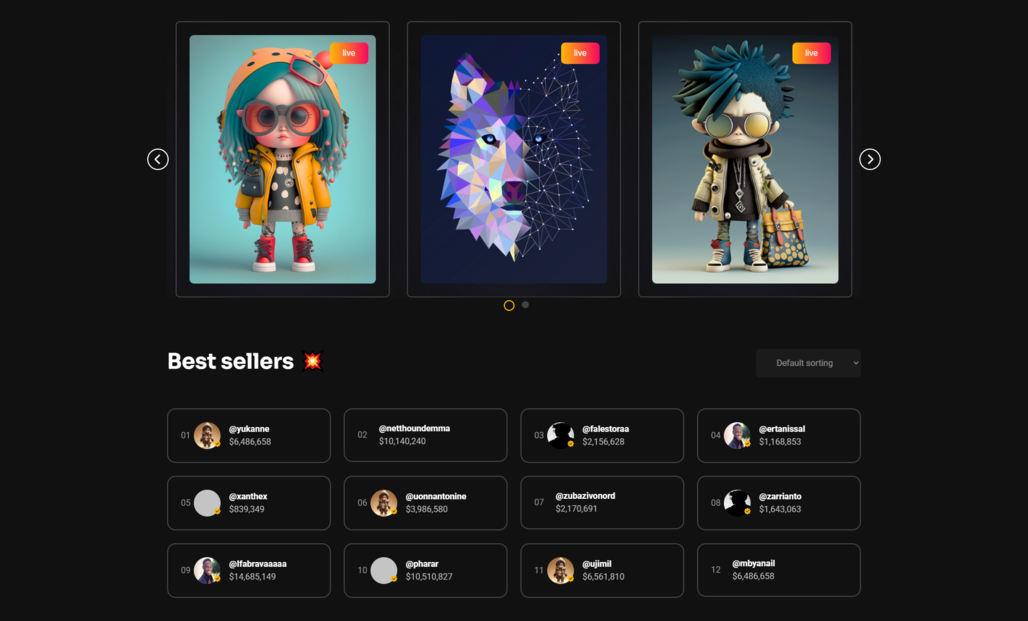 live
live
live
Best sellers 💥
Default sorting
01
@yukanne
$6,486,658
02
@netthoundemma
$10,140,240
03
@falestoraa
$2,156,628
04
@ertanissal
$1,168,853
05
@xanthex
$839,349
06
@uonnantonine
$3,986,580
07
@zubazivonord
$2,170,691
08
@zarrianto
$1,643,063
09
@lfabravaaaaa
$14,685,149
10
@pharar
$10,510,827
11
@ujimil
$6,561,810
12
@mbyanail
$6,486,658